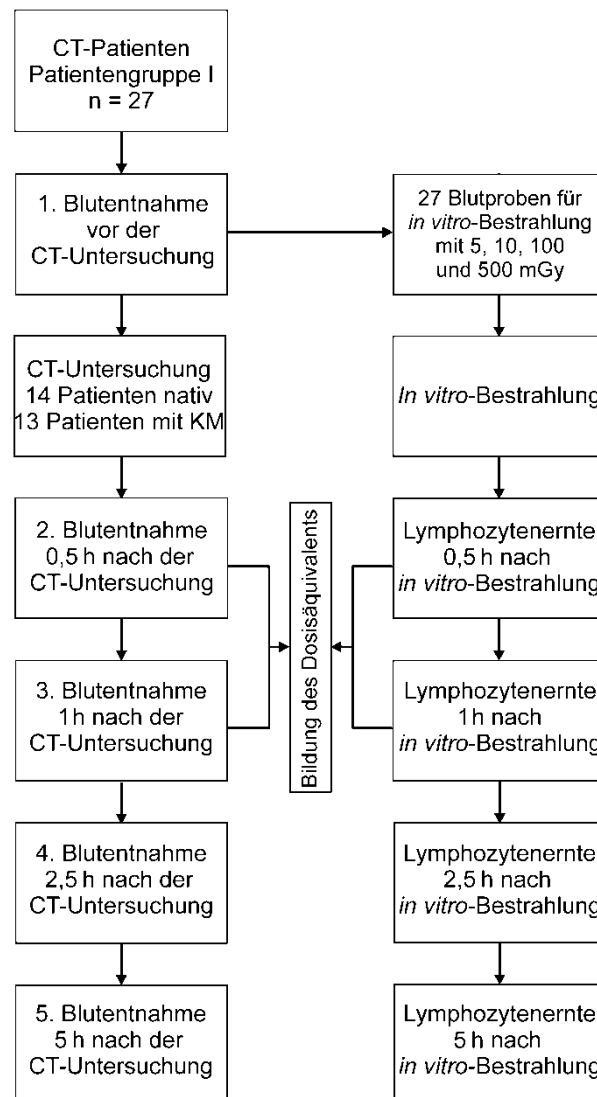 CT-Patienten
Patientengruppe I
n = 27
1. Blutentnahme
vor der
CT-Untersuchung
27 Blutproben für
in vitro-Bestrahlung
mit 5, 10, 100
und 500 mGy
CT-Untersuchung
14 Patienten nativ
13 Patienten mit KM
In vitro-Bestrahlung
2. Blutentnahme
0,5 h nach der
CT-Untersuchung
Bildung des Dosisäquivalents
Lymphozytenernte
0,5 h nach
in vitro-Bestrahlung
3. Blutentnahme
1 h nach der
CT-Untersuchung
Lymphozytenernte
1 h nach
in vitro-Bestrahlung
4. Blutentnahme
2,5 h nach der
CT-Untersuchung
Lymphozytenernte
2,5 h nach
in vitro-Bestrahlung
5. Blutentnahme
5 h nach der
CT-Untersuchung
Lymphozytenernte
5 h nach
in vitro-Bestrahlung